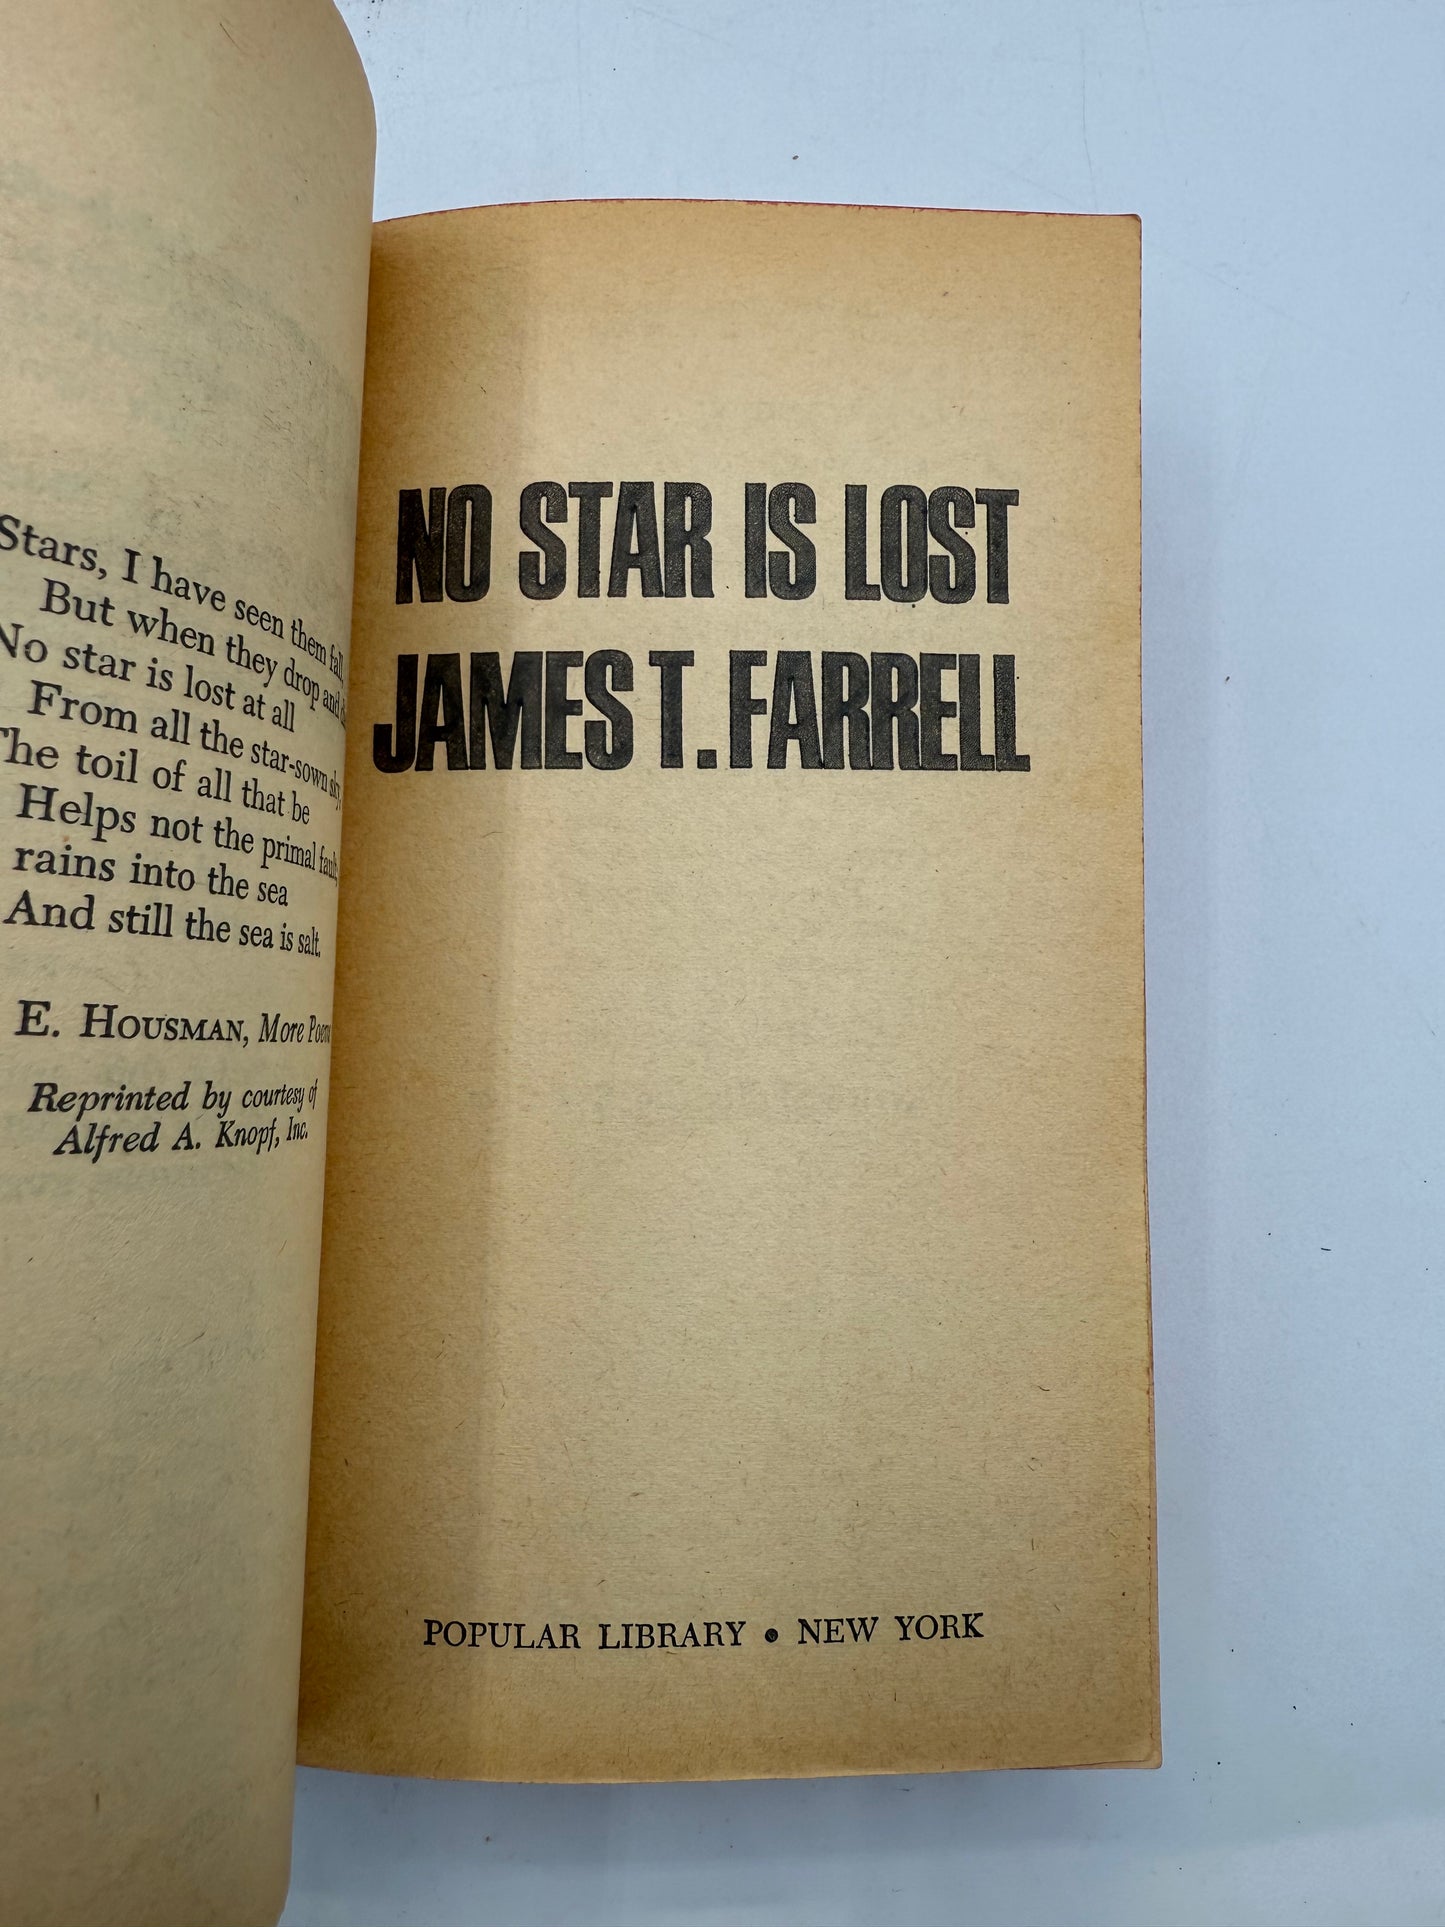 Stars, I have seen them fall,
But when they drop and
No star is lost at all
From all the star-sown sky.
The toil of all that be
Helps not the primal fault;
rains into the sea
And still the sea is salt.
E. HOUSMAN, More Poems
Reprinted by courtesy of
Alfred A. Knopf, Inc.
NO STAR IS LOST
JAMES T. FARRELL
POPULAR LIBRARY • NEW YORK